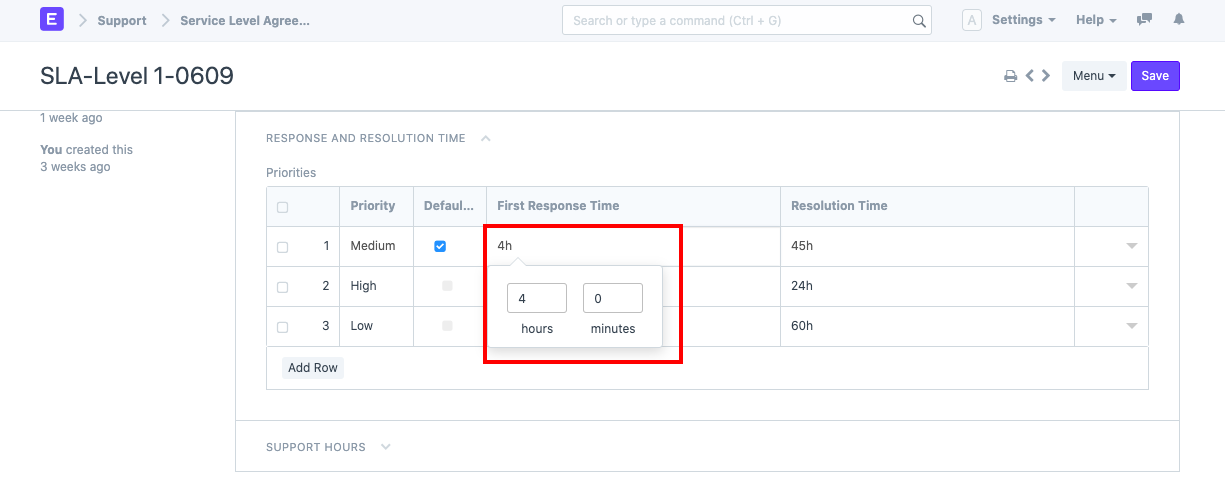 E Support Service Level Agree... Search or type a command (Ctrl + G) A Settings Help
SLA-Level 1-0609 Menu Save
1 week ago
You created this
3 weeks ago
RESPONSE AND RESOLUTION TIME
Priorities
Priority Defaul... First Response Time Resolution Time
1 Medium 4h 45h
2 High 24h
3 Low 60h
4 0
hours minutes
Add Row
SUPPORT HOURS